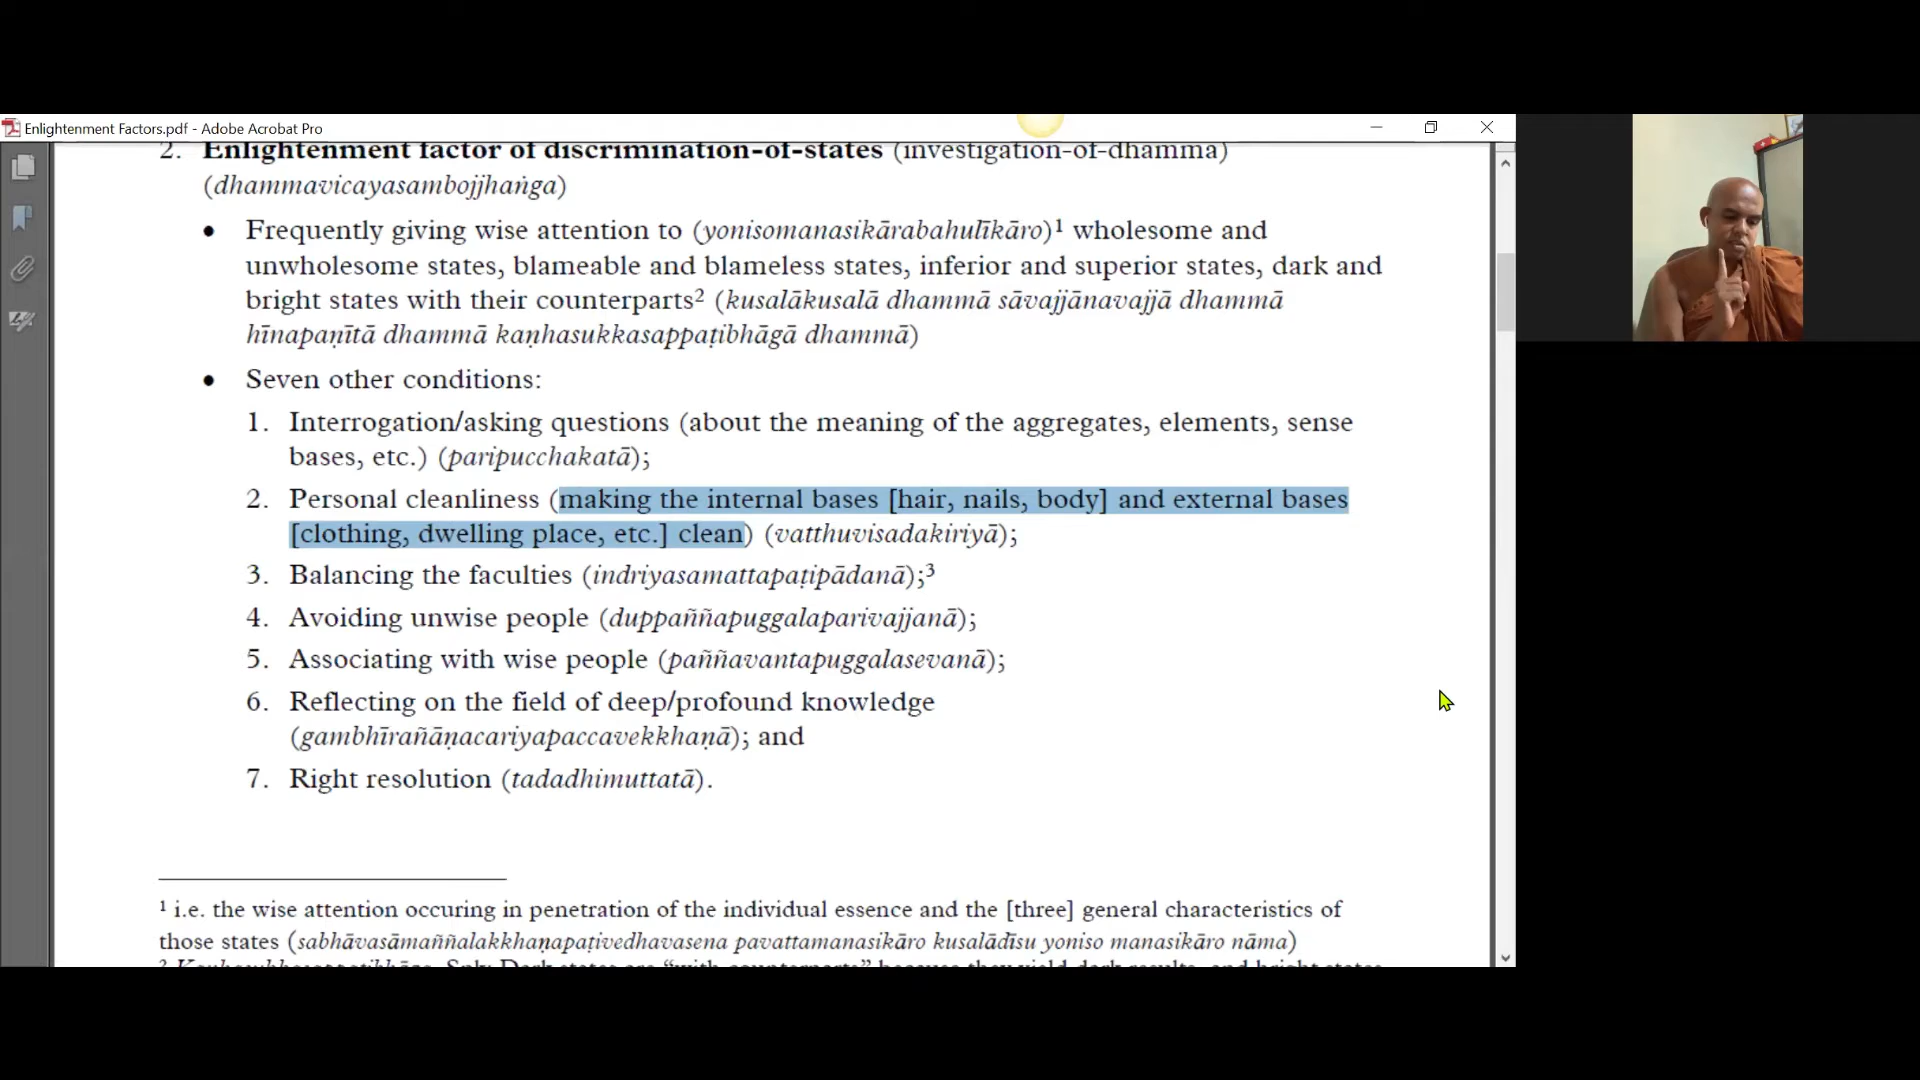 Enlightenment Factors.pdf - Adobe Acrobat Pro
2. Enlightenment factor of discrimination-of-states (investigation-of-dhamma)
(dhammavicayasambojjhaṅga)
• Frequently giving wise attention to (yonisomanasikārabahulīkāro)¹ wholesome and
unwholesome states, blameable and blameless states, inferior and superior states, dark and
bright states with their counterparts² (kusalākusalā dhammā sāvajjānavajjā dhammā
hīnapaṇītā dhammā kaṇhasukkasappaṭibhāgā dhammā)
• Seven other conditions:
1. Interrogation/asking questions (about the meaning of the aggregates, elements, sense
bases, etc.) (paripucchakatā);
2. Personal cleanliness (making the internal bases [hair, nails, body] and external bases
[clothing, dwelling place, etc.] clean) (vatthuvisadakiriyā);
3. Balancing the faculties (indriyasamattapaṭipādanā);³
4. Avoiding unwise people (duppaññapuggalaparivajjanā);
5. Associating with wise people (paññavantapuggalasevanā);
6. Reflecting on the field of deep/profound knowledge
(gambhīrañāṇacariyapaccavekkhaṇā); and
7. Right resolution (tadadhimuttatā).
¹ i.e. the wise attention occuring in penetration of the individual essence and the [three] general characteristics of
those states (sabhāvasāmaññalakkhaṇapaṭivedhavasena pavattamanasikāro kusalādīsu yoniso manasikāro nāma)